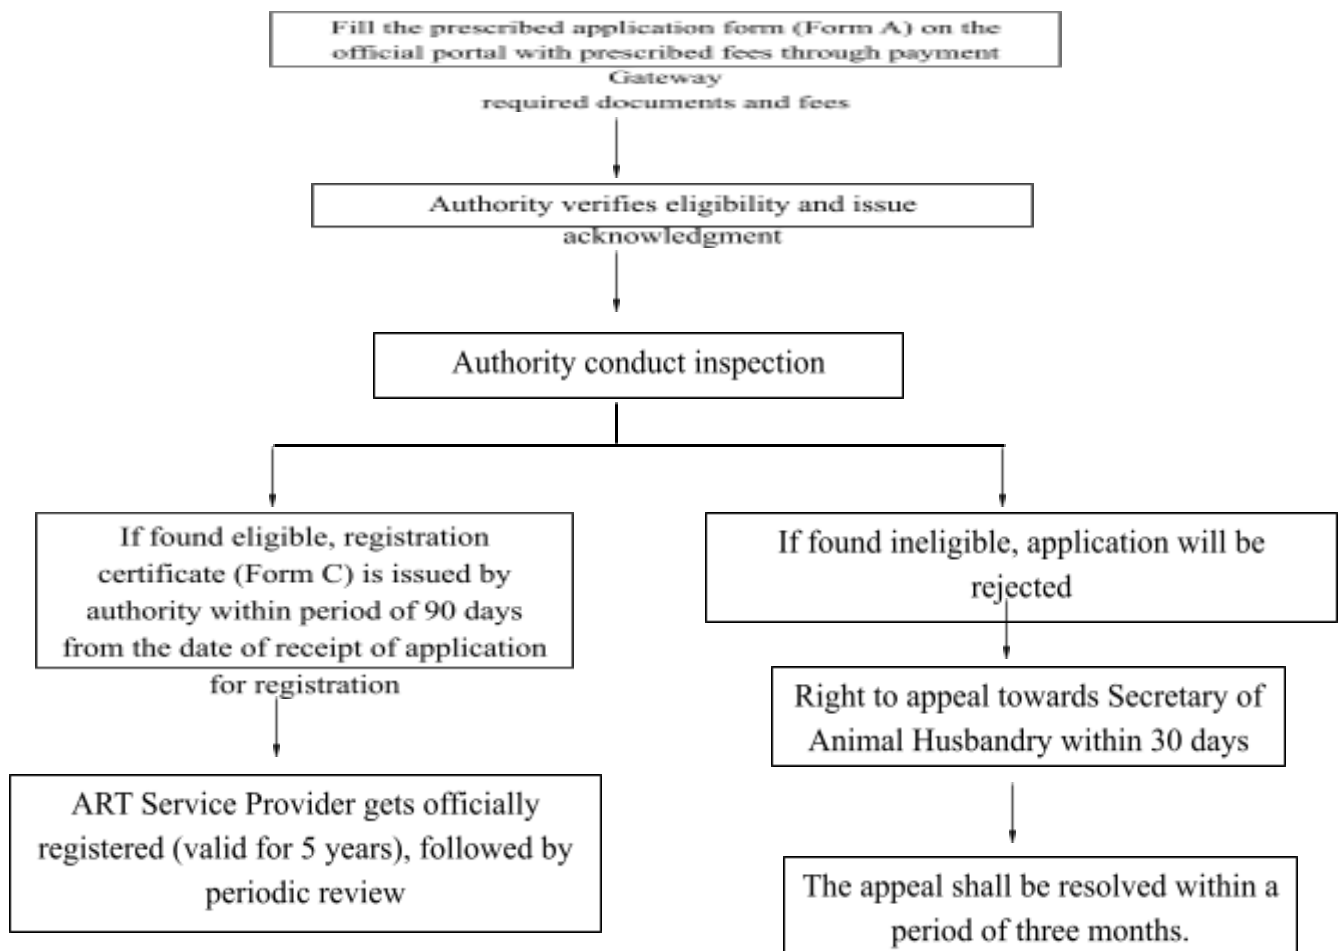 Fill the prescribed application form (Form A) on the
official portal with prescribed fees through payment
Gateway
required documents and fees
Authority verifies eligibility and issue
acknowledgment
Authority conduct inspection
If found eligible, registration
certificate (Form C) is issued by
authority within period of 90 days
from the date of receipt of application
for registration
ART Service Provider gets officially
registered (valid for 5 years), followed by
periodic review
If found ineligible, application will be
rejected
Right to appeal towards Secretary of
Animal Husbandry within 30 days
The appeal shall be resolved within a
period of three months.